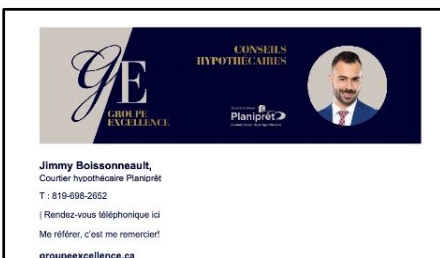 GE
GROUPE
EXCELLENCE
CONSEILS
HYPOTHÉCAIRES
Planiprêt
Jimmy Boissonneault,
Courtier hypothécaire Planiprêt
T : 819-698-2652
| Rendez-vous téléphonique ici
Me référer, c'est me remercier!
groupeexcellence.ca